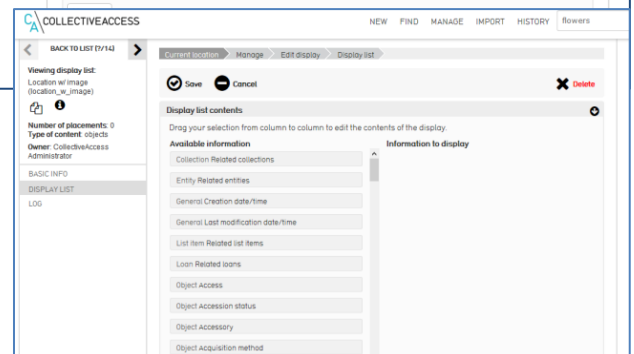 CA COLLECTIVEACCESS
NEW FIND MANAGE IMPORT HISTORY flowers
BACK TO LIST (7/14)
Current location Manage Edit display Display list
Viewing display list:
Location w/ image
(location_w_image)
Save Cancel Delete
Number of placements: 0
Type of content: objects
Owner: CollectiveAccess
Administrator
BASIC INFO
DISPLAY LIST
LOG
Display list contents
Drag your selection from column to column to edit the contents of the display.
Available information Information to display
Collection Related collections
Entity Related entities
General Creation date/time
General Last modification date/time
List item Related list items
Loan Related loans
Object Access
Object Accession status
Object Accessory
Object Acquisition method